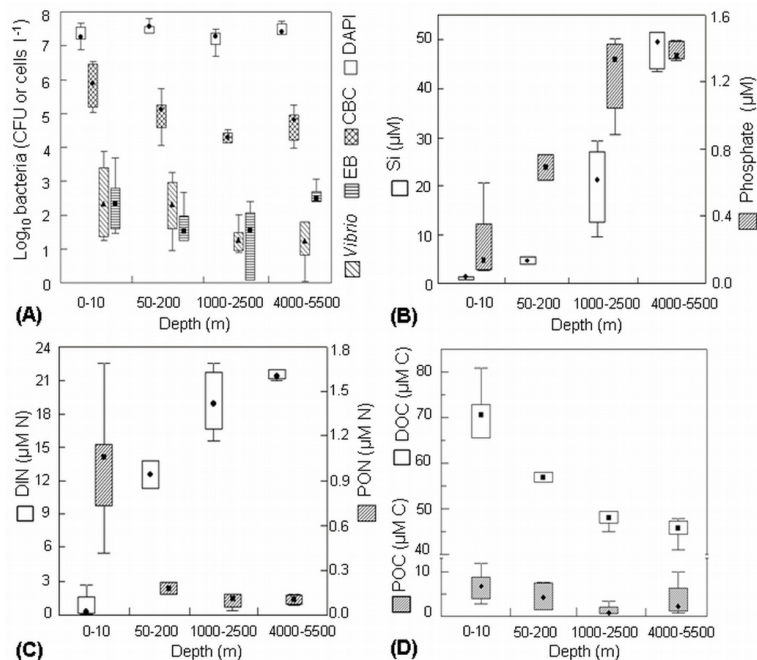 8
7
6
5
4
3
2
1
0
Log10 bacteria (CFU or cells l-1)
DAPI
CBC
EB
Vibrio
0-10 50-200 1000-2500 4000-5500
Depth (m)
(A)
50
40
30
20
10
0
Si (µM)
1.6
1.2
0.8
0.4
0.0
Phosphate (µM)
0-10 50-200 1000-2500 4000-5500
Depth (m)
(B)
24
21
18
15
12
9
6
3
0
DIN (µM N)
1.8
1.5
1.2
0.9
0.6
0.3
0.0
PON (µM N)
0-10 50-200 1000-2500 4000-5500
Depth (m)
(C)
80
70
60
50
40
10
0
DOC (µM C)
POC (µM C)
0-10 50-200 1000-2500 4000-5500
Depth (m)
(D)